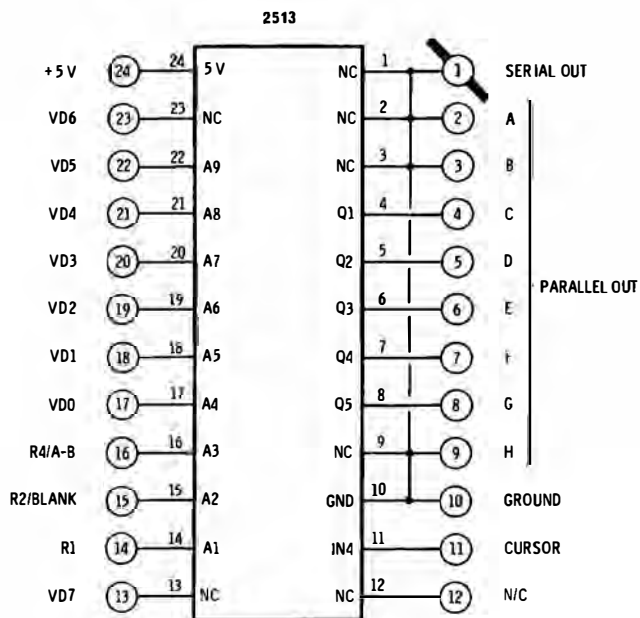 2513
+5 V 24 24 5 V NC 1 1 SERIAL OUT
VD6 23 23 NC NC 2 2 A
VD5 22 22 A9 NC 3 3 B
VD4 21 21 A8 Q1 4 4 C
VD3 20 20 A7 Q2 5 5 D
PARALLEL OUT
VD2 19 19 A6 Q3 6 6 E
VD1 18 18 A5 Q4 7 7 F
VD0 17 17 A4 Q5 8 8 G
R4/A-B 16 16 A3 NC 9 9 H
R2/BLANK 15 15 A2 GND 10 10 GROUND
R1 14 14 A1 IN4 11 11 CURSOR
VD7 13 13 NC NC 12 12 N/C